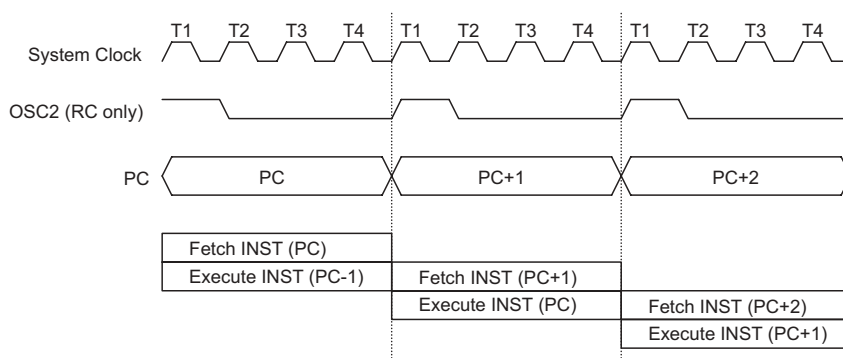 T1 T2 T3 T4 T1 T2 T3 T4 T1 T2 T3 T4
System Clock
OSC2 (RC only)
PC PC PC+1 PC+2
Fetch INST (PC)
Execute INST (PC-1) Fetch INST (PC+1)
Execute INST (PC) Fetch INST (PC+2)
Execute INST (PC+1)